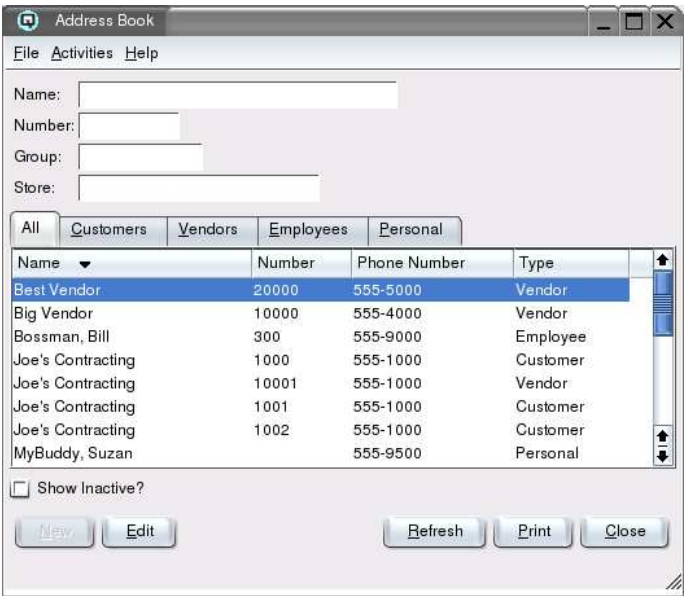 Address Book
File Activities Help
Name:
Number:
Group:
Store:
All Customers Vendors Employees Personal
Name Number Phone Number Type
Best Vendor 20000 555-5000 Vendor
Big Vendor 10000 555-4000 Vendor
Bossman, Bill 300 555-9000 Employee
Joe's Contracting 1000 555-1000 Customer
Joe's Contracting 10001 555-1000 Vendor
Joe's Contracting 1001 555-1000 Customer
Joe's Contracting 1002 555-1000 Customer
MyBuddy, Suzan 555-9500 Personal
Show Inactive?
New Edit Refresh Print Close